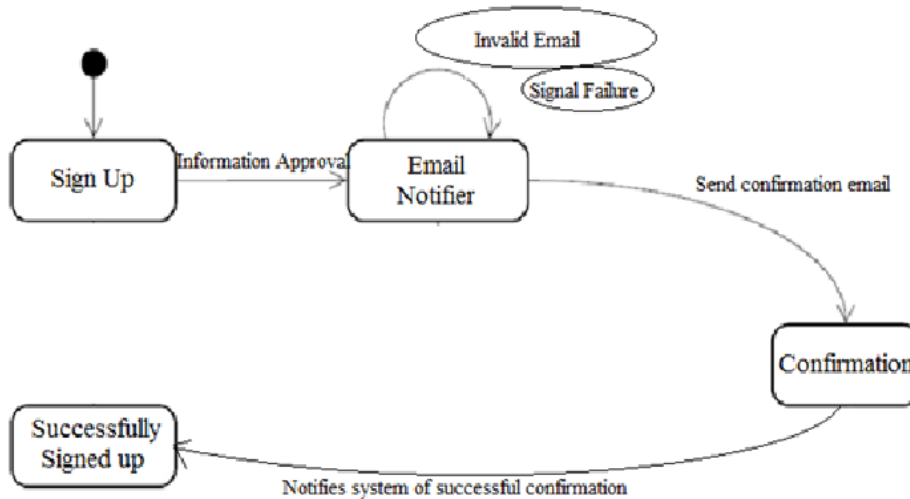 Invalid Email
Signal Failure
Sign Up
Information Approval
Email
Notifier
Send confirmation email
Confirmation
Successfully
Signed up
Notifies system of successful confirmation